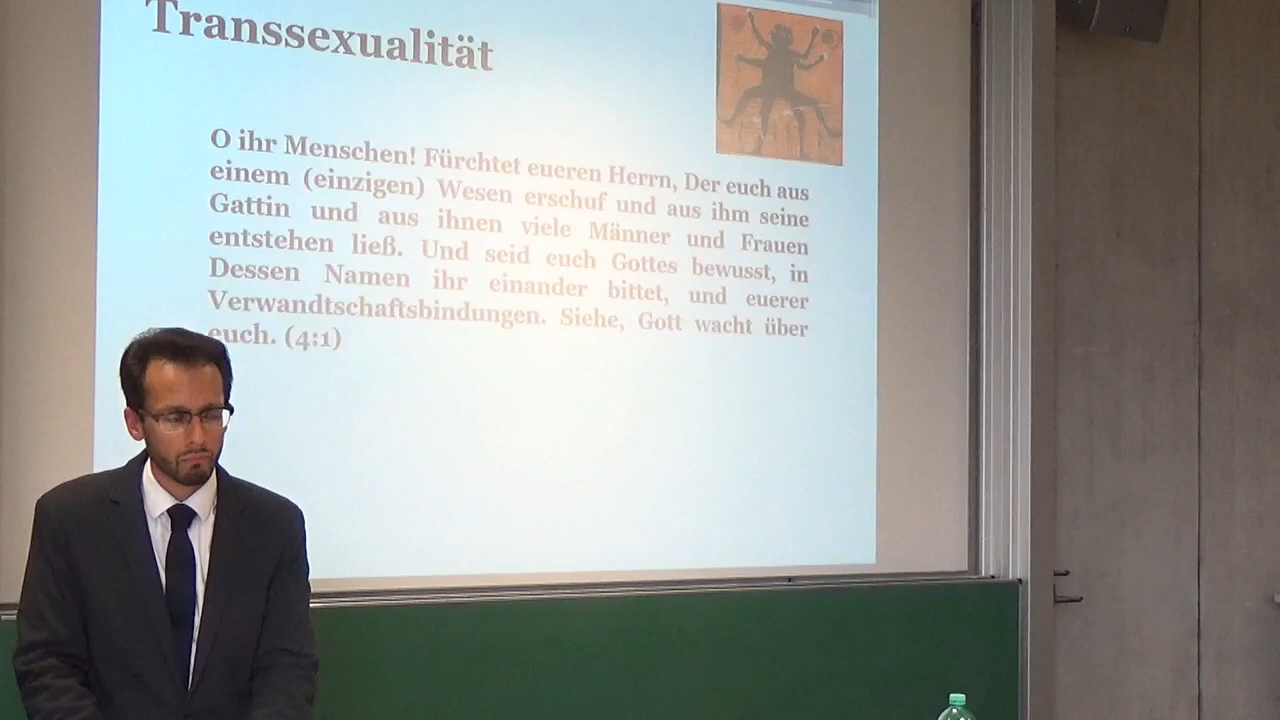 Transsexualität
O ihr Menschen! Fürchtet eueren Herrn, Der euch aus
einem (einzigen) Wesen erschuf und aus ihm seine
Gattin und aus ihnen viele Männer und Frauen
entstehen ließ. Und seid euch Gottes bewusst, in
Dessen Namen ihr einander bittet, und euerer
Verwandtschaftsbindungen. Siehe, Gott wacht über
euch. (4:1)